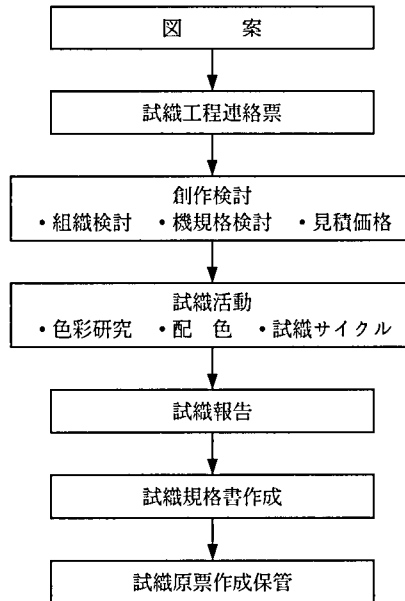 図　案
試織工程連絡票
創作検討
・組織検討　・機規格検討　・見積価格
試織活動
・色彩研究　・配　色　・試織サイクル
試織報告
試織規格書作成
試織原票作成保管